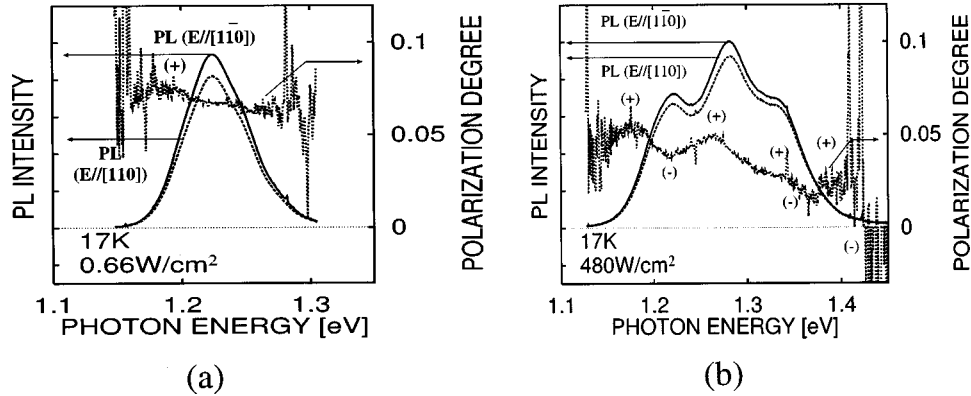 PL INTENSITY
PL (E//[11̄0])
(+)
PL
(E//[110])
17K
0.66W/cm²
0.1
0.05
0
POLARIZATION DEGREE
1.1 1.2 1.3
PHOTON ENERGY [eV]
(a)
PL INTENSITY
PL (E//[11̄0])
PL (E//[110])
(+)
(+)
(-)
(+)
(+)
(-)
(-)
17K
480W/cm²
0.1
0.05
0
POLARIZATION DEGREE
1.1 1.2 1.3 1.4
PHOTON ENERGY [eV]
(b)